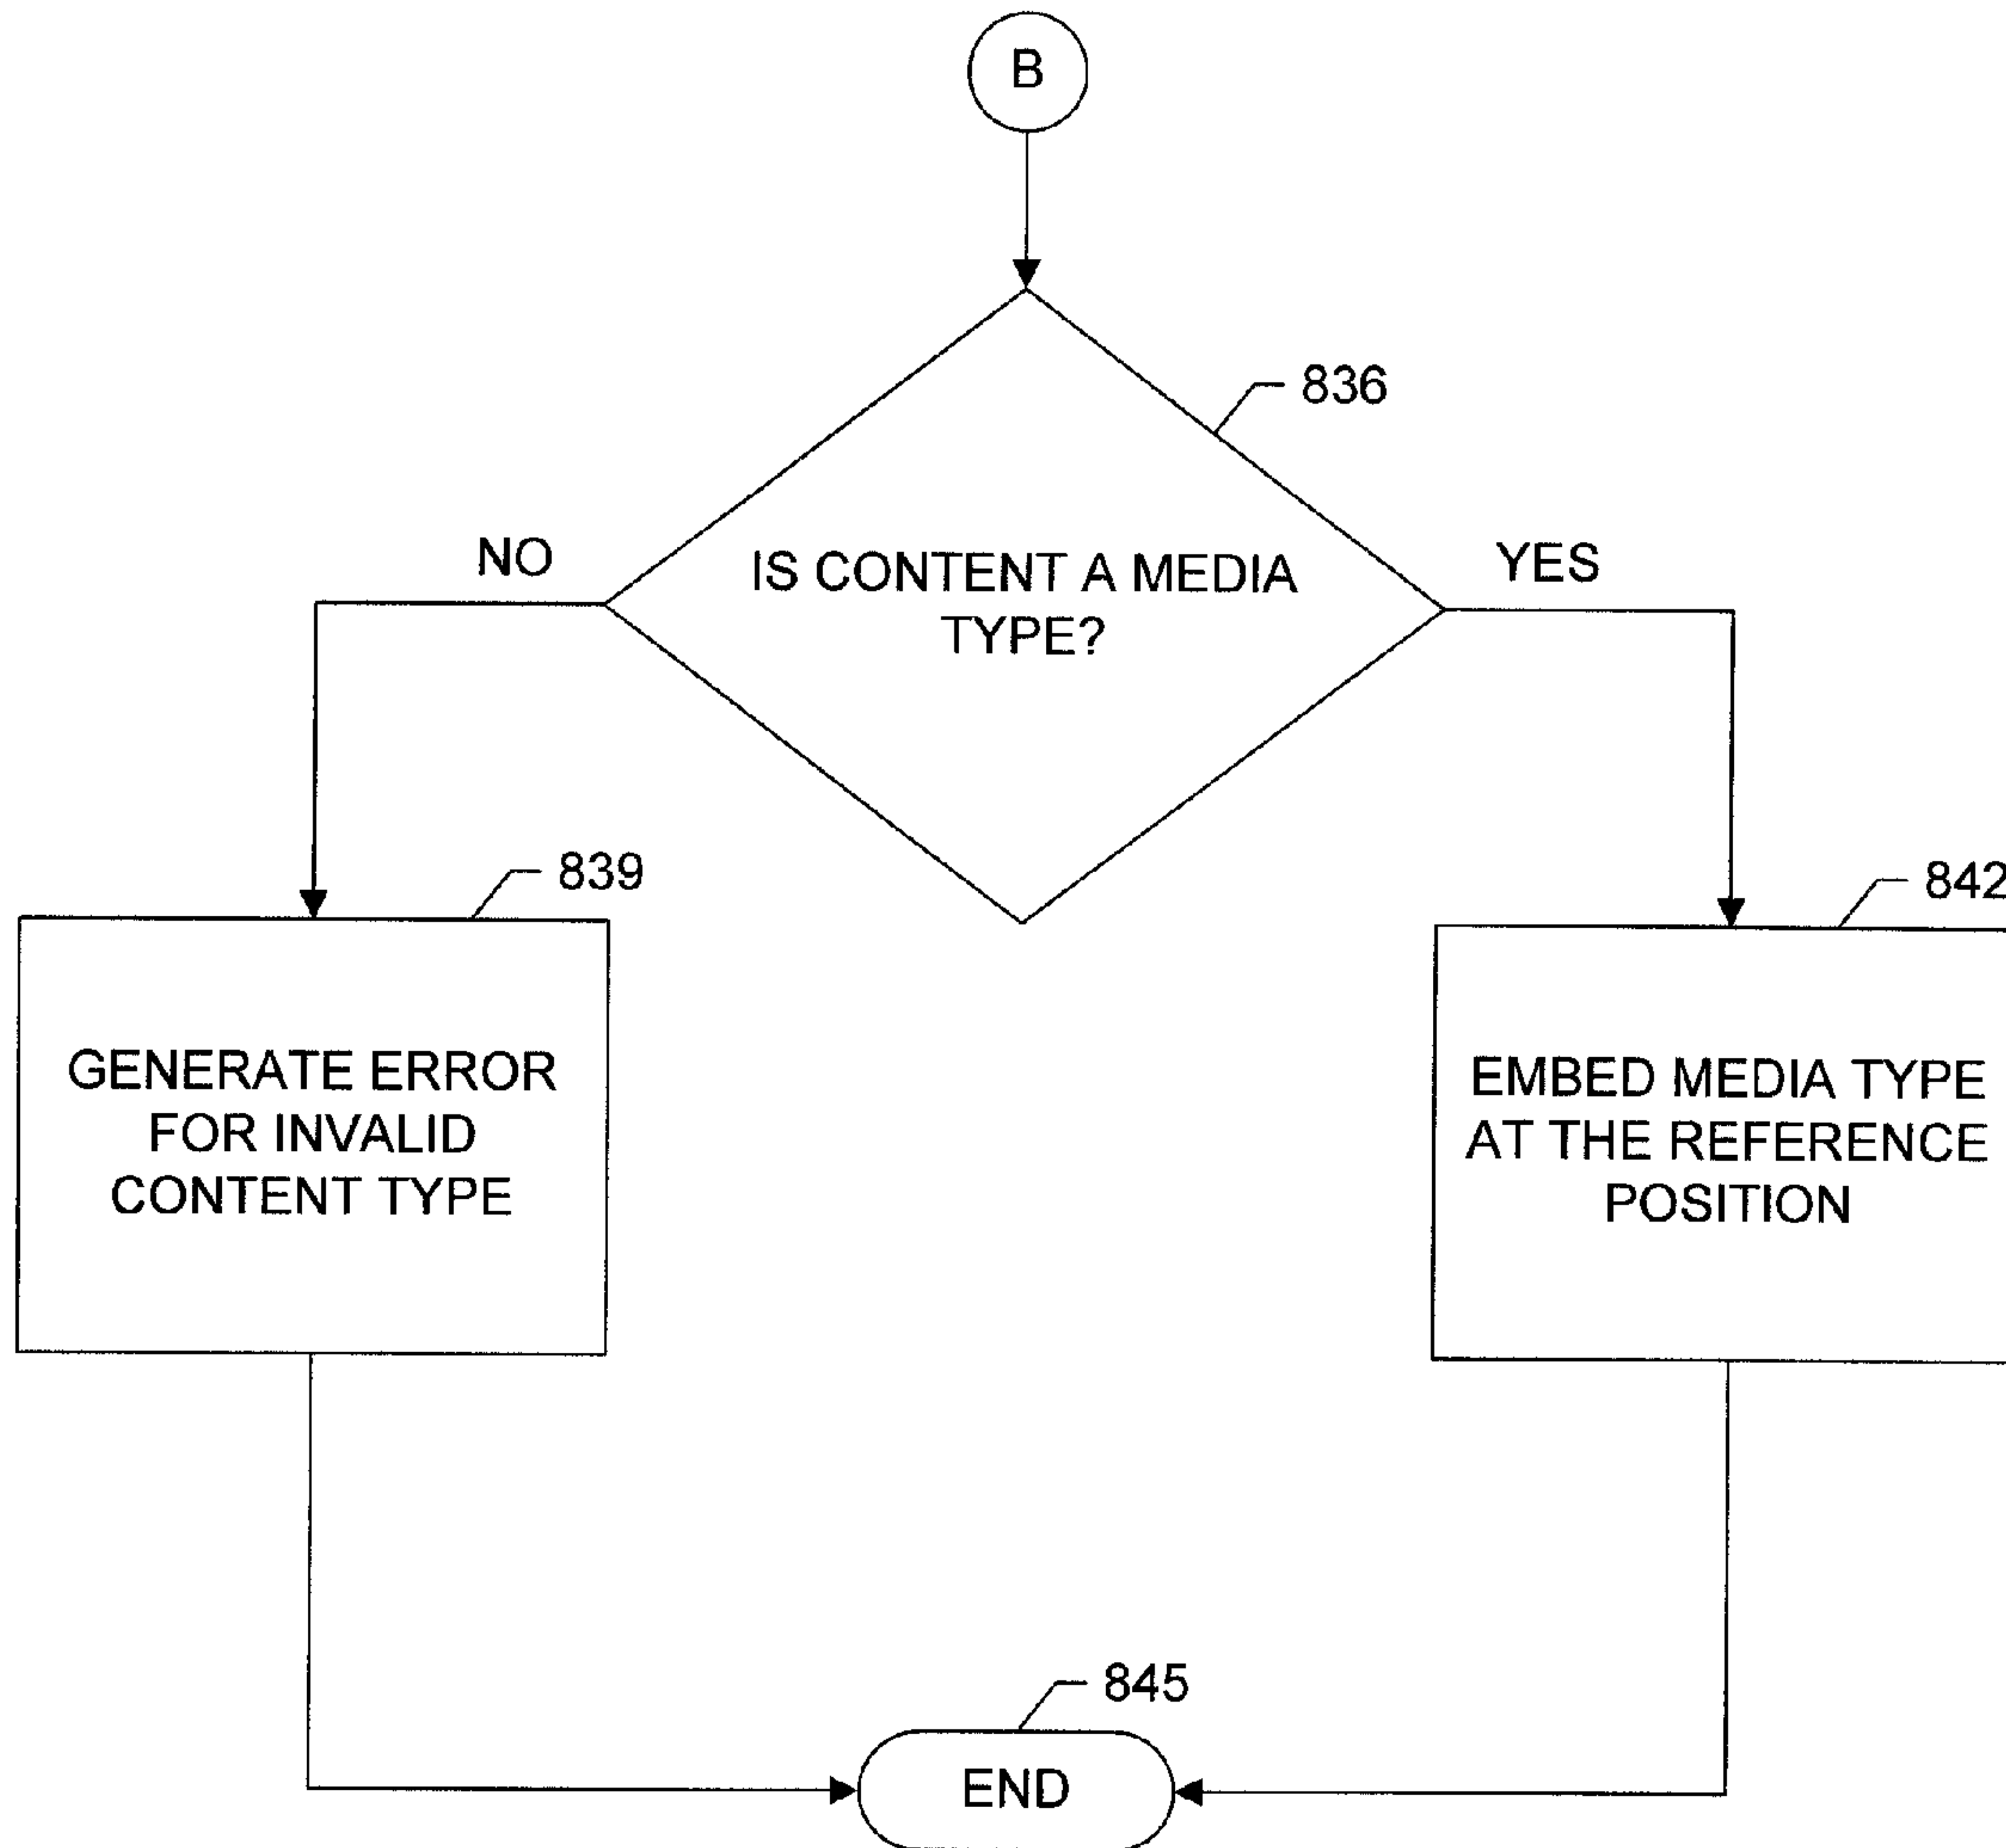 B
836
NO
IS CONTENT A MEDIA
TYPE?
YES
839
842
GENERATE ERROR
FOR INVALID
CONTENT TYPE
EMBED MEDIA TYPE
AT THE REFERENCE
POSITION
845
END